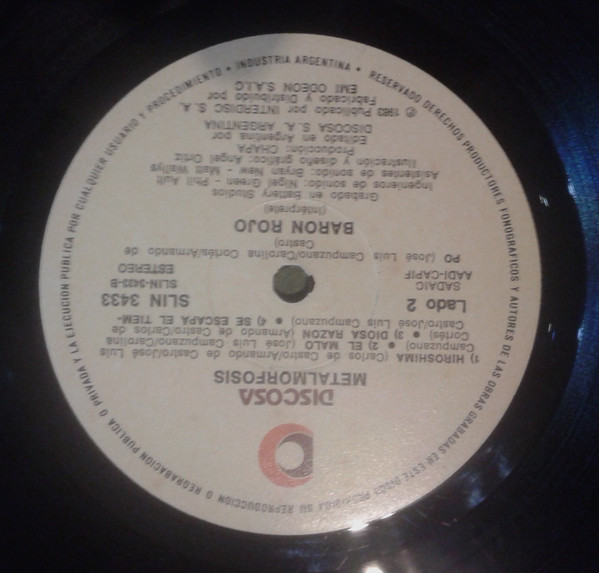 DISCOSA
METALMORFOSIS
1) HIROSHIMA (Carlos de Castro/Armando de Castro/José Luis
Campuzano) ● 2) EL MALO (José Luis Campuzano/Carolina
Cortés) ● 3) DIOSA RAZON (Armando de Castro/Carlos de
Castro/José Luis Campuzano) ● 4) SE ESCAPA EL TIEM-
Lado 2
SLIN 3433
SADAIC
AADI-CAPIF
SLIN-3433-B
ESTEREO
PO (José Luis Campuzano/Carolina Cortés/Armando de
Castro)
BARON ROJO
(Intérprete)
Grabado en Battery Studios
Ingenieros de sonido: Nigel Green - Phil Ault
Asistentes de sonido: Bryan New - Matt Wallys
Ilustración y diseño gráfico: Angel Ortiz
Producción: CHAPA
Editado en Argentina por
DISCOSA S. A. ARGENTINA
Ⓟ 1983 Publicado por INTERDISC S. A.
Fabricado y Distribuido por
EMI ODEON S.A.I.C
• INDUSTRIA ARGENTINA •
RESERVADO DERECHOS PRODUCTORES FONOGRAFICOS Y AUTORES DE LAS OBRAS GRABADAS EN ESTE DISCO PROHIBIDA SU REPRODUCCION O REGRABACION PUBLICA O PRIVADA Y LA EJECUCION PUBLICA POR CUALQUIER USUARIO Y PROCEDIMIENTO